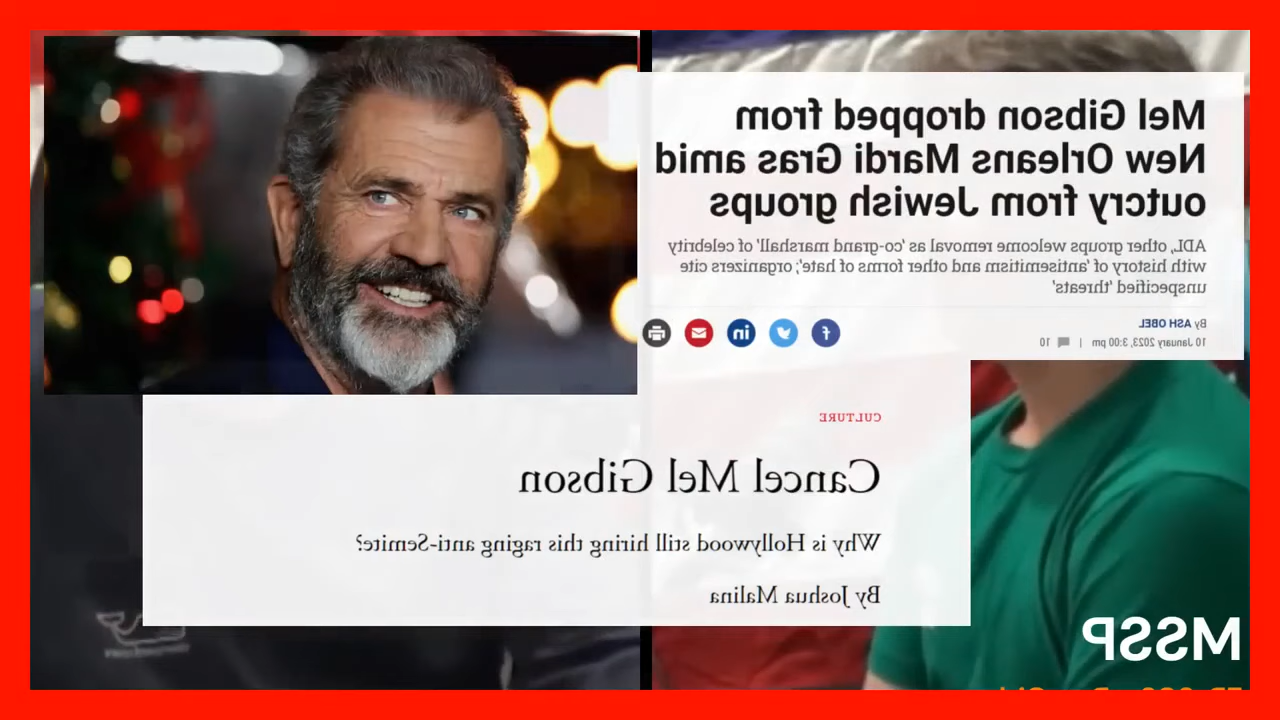 Mel Gibson dropped from
New Orleans Mardi Gras amid
outcry from Jewish groups
ADL, other groups welcome removal as 'co-grand marshall' of celebrity
with history of 'antisemitism and other forms of hate'; organizers cite
unspecified 'threats'
By ASH OBEL
10 January 2023, 3:00 pm | 10
CULTURE
Cancel Mel Gibson
Why is Hollywood still hiring this raging anti-Semite?
By Joshua Malina
MSSP